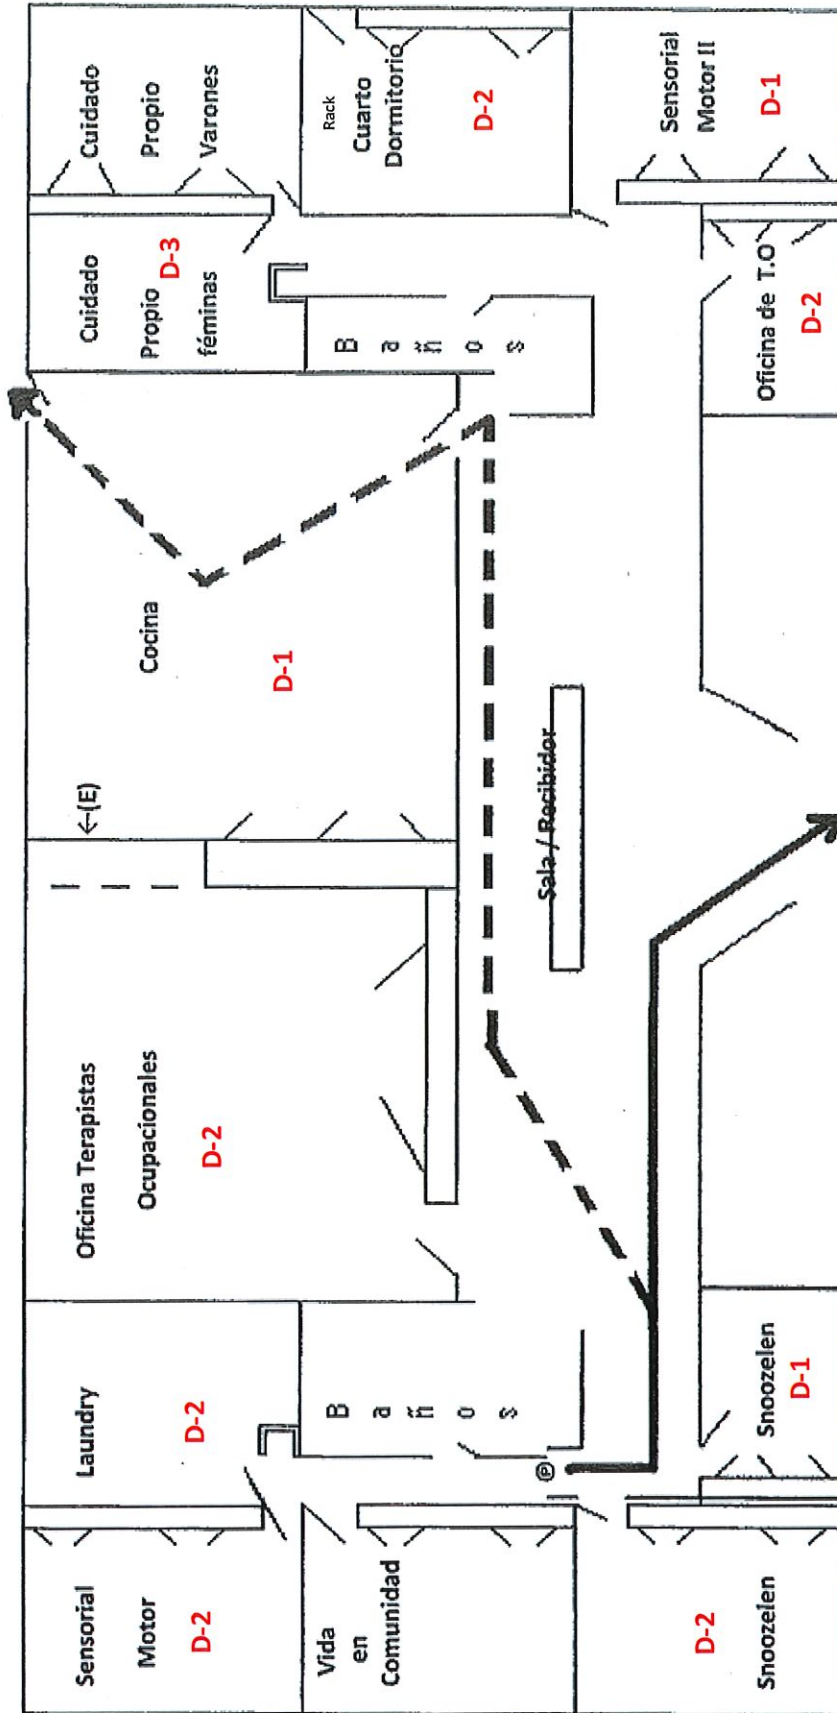 Sensorial
Motor
D-2
Laundry
D-2
Oficina Terapistas
Ocupacionales
D-2
←(E)
Cocina
D-1
Cuidado
Propio
féminas
D-3
Cuidado
Propio
Varones
Vida
en
Comunidad
Baños
Baños
Rack
Cuarto
Dormitorio
D-2
P
Sala / Recibidor
D-2
Snoozelen
Snoozelen
D-1
Oficina de T.O
D-2
Sensorial
Motor II
D-1